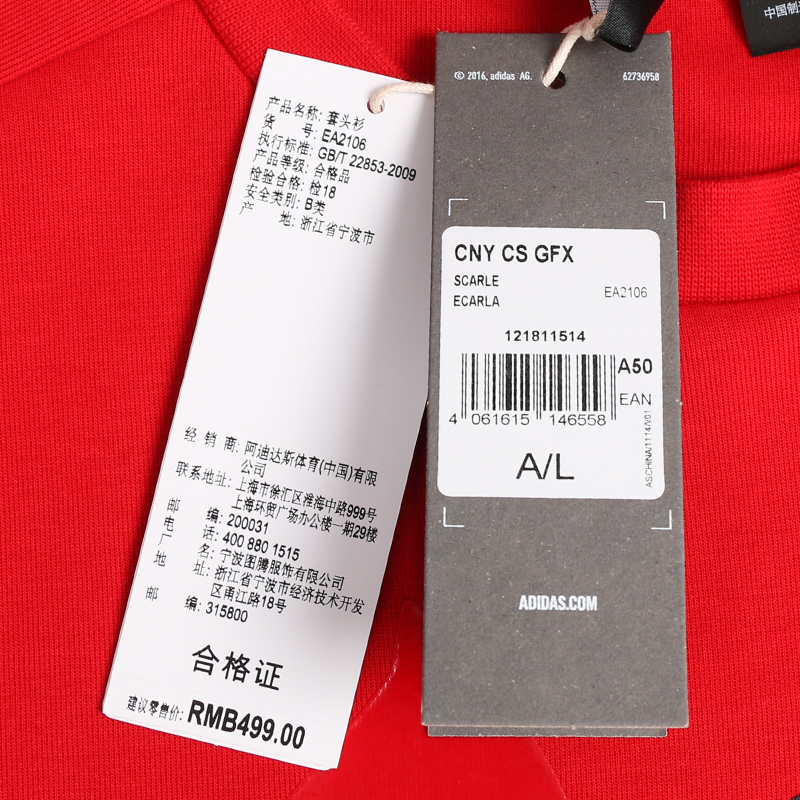 产品名称: 套头衫
货 号: EA2106
执行标准: GB/T 22853-2009
产品等级: 合格品
检验合格: 检18
安全类别: B类
产 地: 浙江省宁波市
经 销 商: 阿迪达斯体育(中国)有限
公司
联系地址: 上海市徐汇区淮海中路999号
上海环贸广场办公楼一期29楼
邮 编: 200031
电 话: 400 880 1515
厂 名: 宁波图腾服饰有限公司
地 址: 浙江省宁波市经济技术开发
区甬江路18号
邮 编: 315800
合格证
建议零售价: RMB499.00
© 2016, adidas AG.
62736958
CNY CS GFX
SCARLE
ECARLA
EA2106
121811514
A50
EAN
4 061615 146558
A/L
ASCHINA/1114/V01
ADIDAS.COM
中国制造